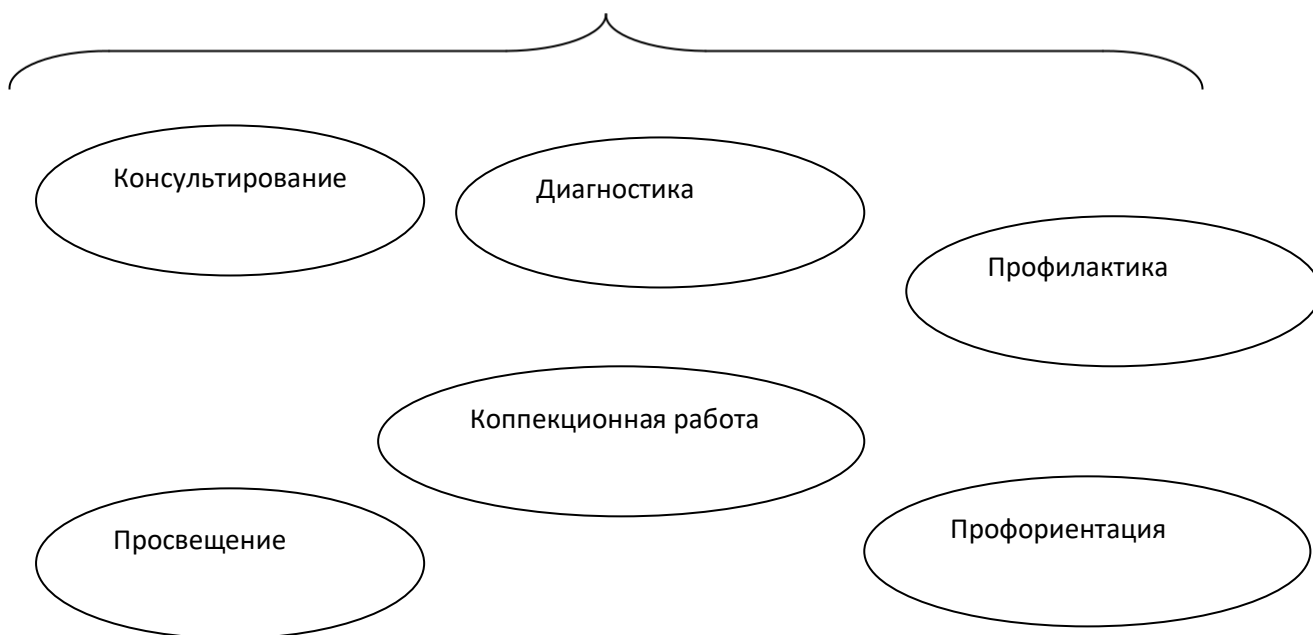 Консультирование
Диагностика
Профилактика
Коппекционная работа
Просвещение
Профориентация